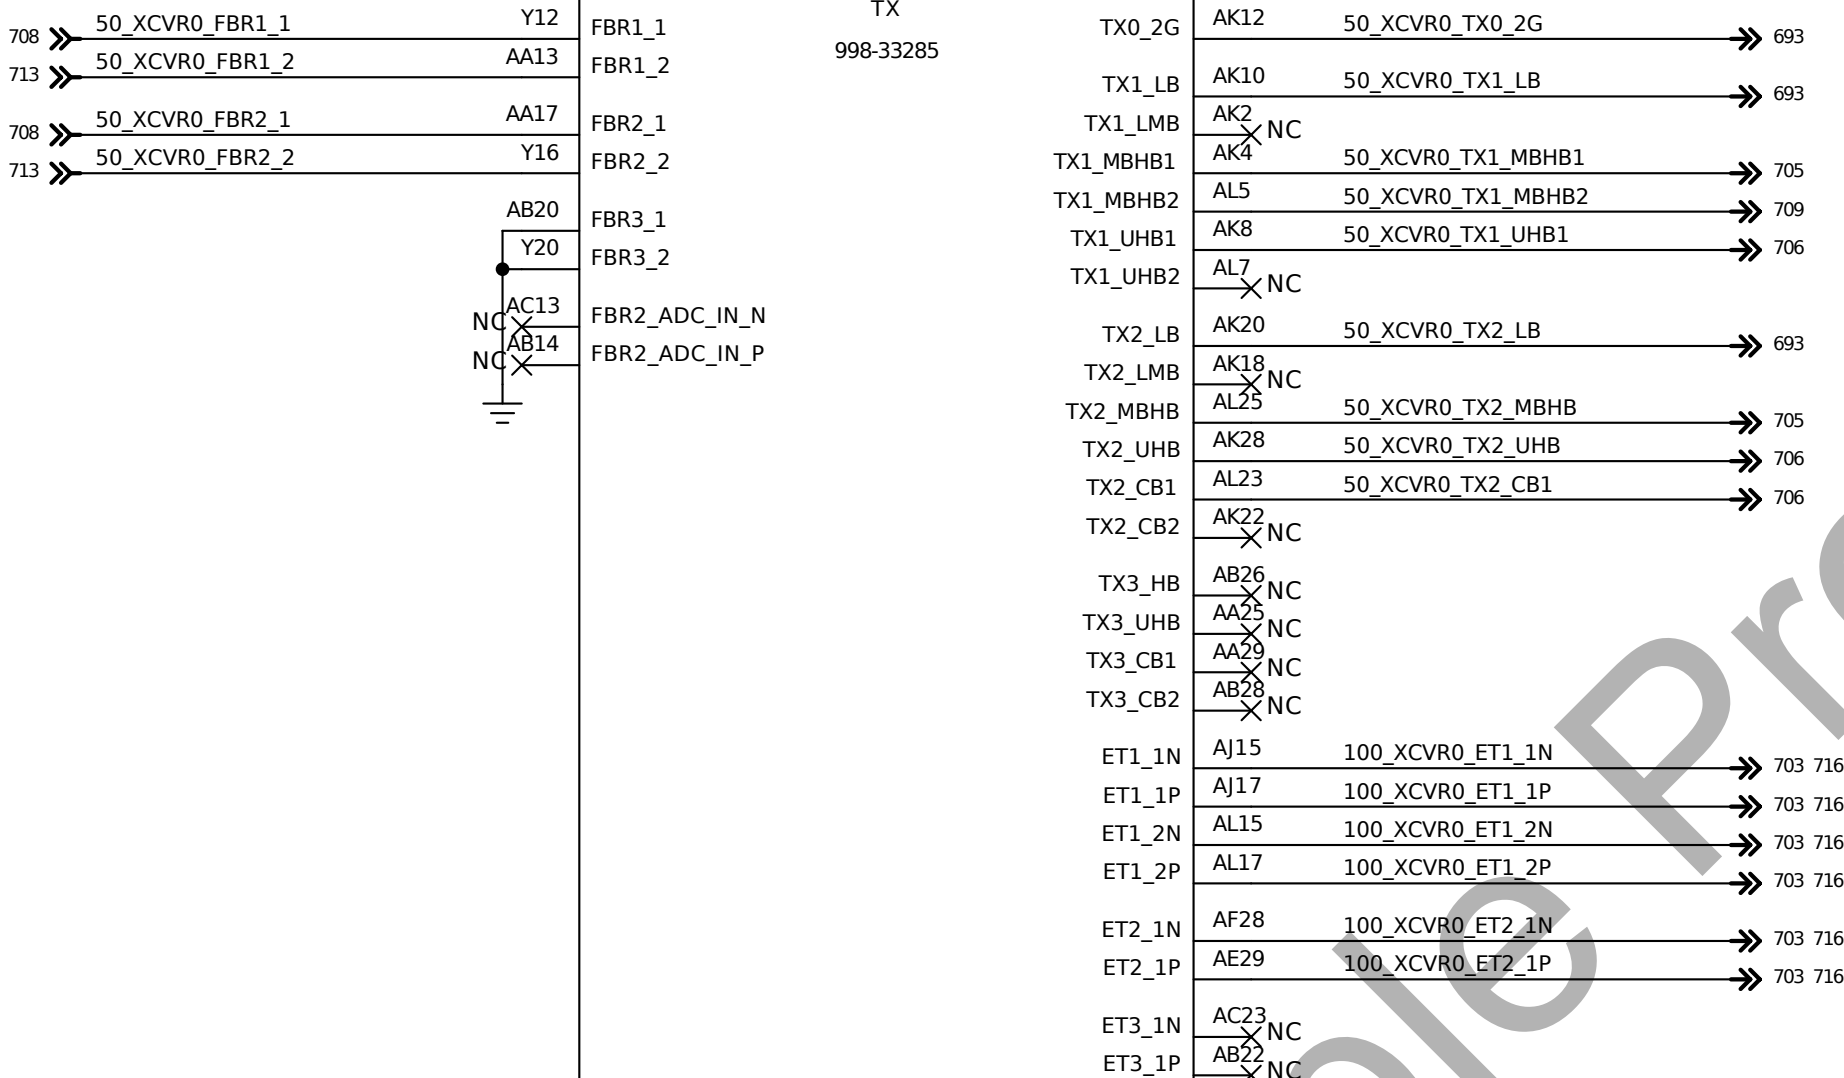 TX
998-33285
708 50_XCVR0_FBR1_1 Y12 FBR1_1
713 50_XCVR0_FBR1_2 AA13 FBR1_2
708 50_XCVR0_FBR2_1 AA17 FBR2_1
713 50_XCVR0_FBR2_2 Y16 FBR2_2
AB20 FBR3_1
Y20 FBR3_2
NC AC13 FBR2_ADC_IN_N
NC AB14 FBR2_ADC_IN_P
TX0_2G AK12 50_XCVR0_TX0_2G 693
TX1_LB AK10 50_XCVR0_TX1_LB 693
TX1_LMB AK2 NC
TX1_MBHB1 AK4 50_XCVR0_TX1_MBHB1 705
TX1_MBHB2 AL5 50_XCVR0_TX1_MBHB2 709
TX1_UHB1 AK8 50_XCVR0_TX1_UHB1 706
TX1_UHB2 AL7 NC
TX2_LB AK20 50_XCVR0_TX2_LB 693
TX2_LMB AK18 NC
TX2_MBHB AL25 50_XCVR0_TX2_MBHB 705
TX2_UHB AK28 50_XCVR0_TX2_UHB 706
TX2_CB1 AL23 50_XCVR0_TX2_CB1 706
TX2_CB2 AK22 NC
TX3_HB AB26 NC
TX3_UHB AA25 NC
TX3_CB1 AA29 NC
TX3_CB2 AB28 NC
ET1_1N AJ15 100_XCVR0_ET1_1N 703 716
ET1_1P AJ17 100_XCVR0_ET1_1P 703 716
ET1_2N AL15 100_XCVR0_ET1_2N 703 716
ET1_2P AL17 100_XCVR0_ET1_2P 703 716
ET2_1N AF28 100_XCVR0_ET2_1N 703 716
ET2_1P AE29 100_XCVR0_ET2_1P 703 716
ET3_1N AC23 NC
ET3_1P AB22 NC
ple Pr